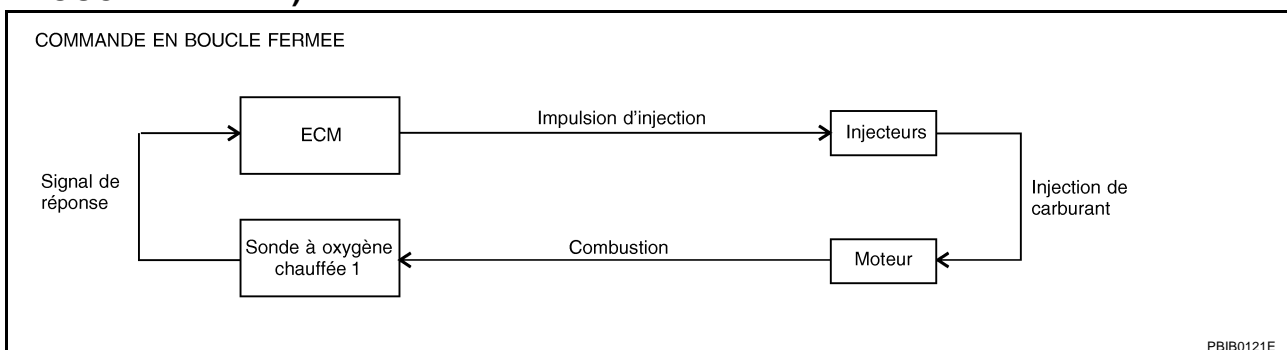 COMMANDE EN BOUCLE FERMEE
ECM
Impulsion d'injection
Injecteurs
Signal de
réponse
Injection de
carburant
Sonde à oxygène
chauffée 1
Combustion
Moteur
PBIB0121E